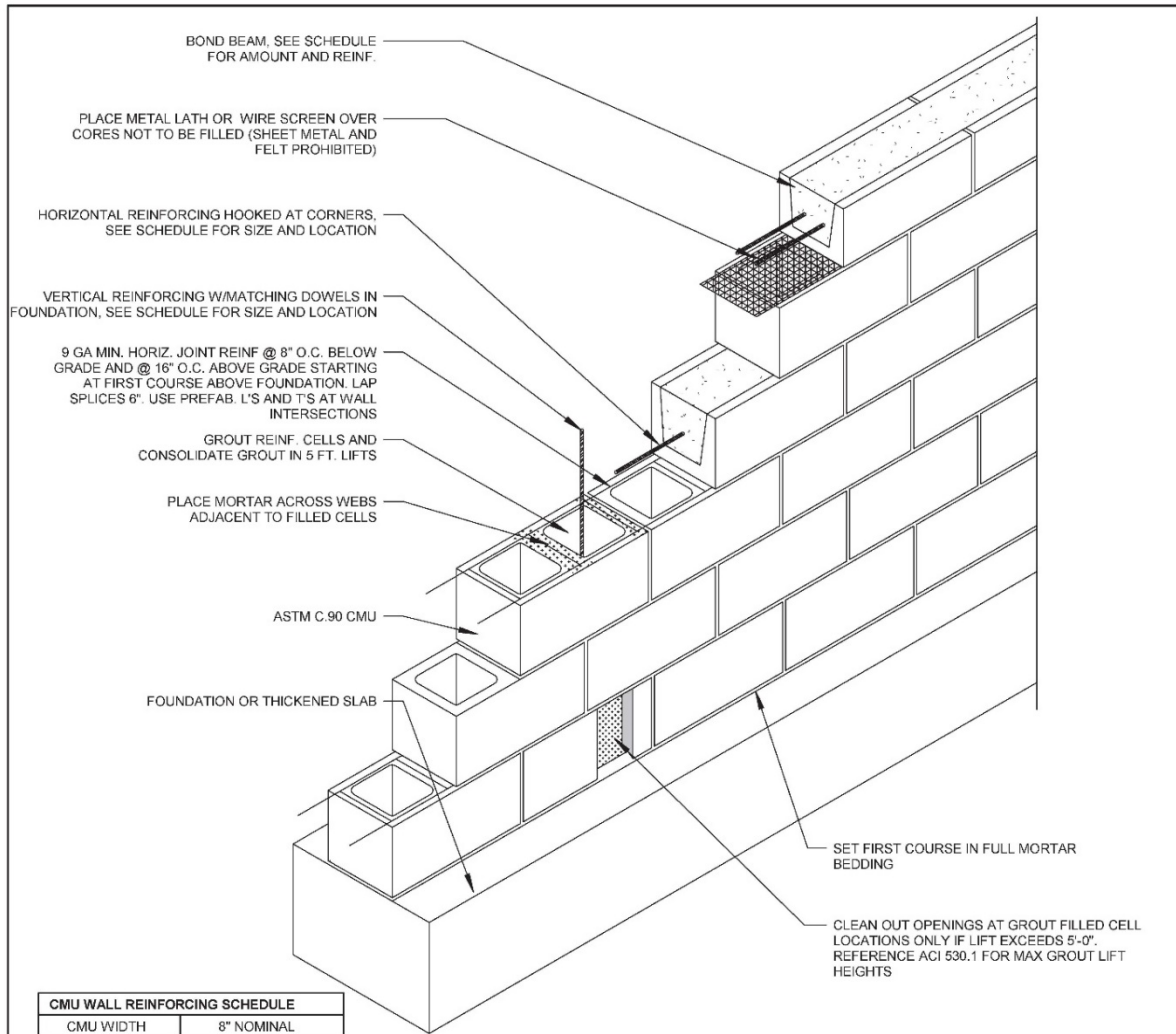 BOND BEAM, SEE SCHEDULE
FOR AMOUNT AND REINF.
PLACE METAL LATH OR WIRE SCREEN OVER
CORES NOT TO BE FILLED (SHEET METAL AND
FELT PROHIBITED)
HORIZONTAL REINFORCING HOOKED AT CORNERS,
SEE SCHEDULE FOR SIZE AND LOCATION
VERTICAL REINFORCING W/MATCHING DOWELS IN
FOUNDATION, SEE SCHEDULE FOR SIZE AND LOCATION
9 GA MIN. HORIZ. JOINT REINF @ 8" O.C. BELOW
GRADE AND @ 16" O.C. ABOVE GRADE STARTING
AT FIRST COURSE ABOVE FOUNDATION. LAP
SPLICES 6". USE PREFAB. L'S AND T'S AT WALL
INTERSECTIONS
GROUT REINF. CELLS AND
CONSOLIDATE GROUT IN 5 FT. LIFTS
PLACE MORTAR ACROSS WEBS
ADJACENT TO FILLED CELLS
ASTM C.90 CMU
FOUNDATION OR THICKENED SLAB
SET FIRST COURSE IN FULL MORTAR
BEDDING
CLEAN OUT OPENINGS AT GROUT FILLED CELL
LOCATIONS ONLY IF LIFT EXCEEDS 5'-0".
REFERENCE ACI 530.1 FOR MAX GROUT LIFT
HEIGHTS
CMU WALL REINFORCING SCHEDULE
CMU WIDTH 8" NOMINAL